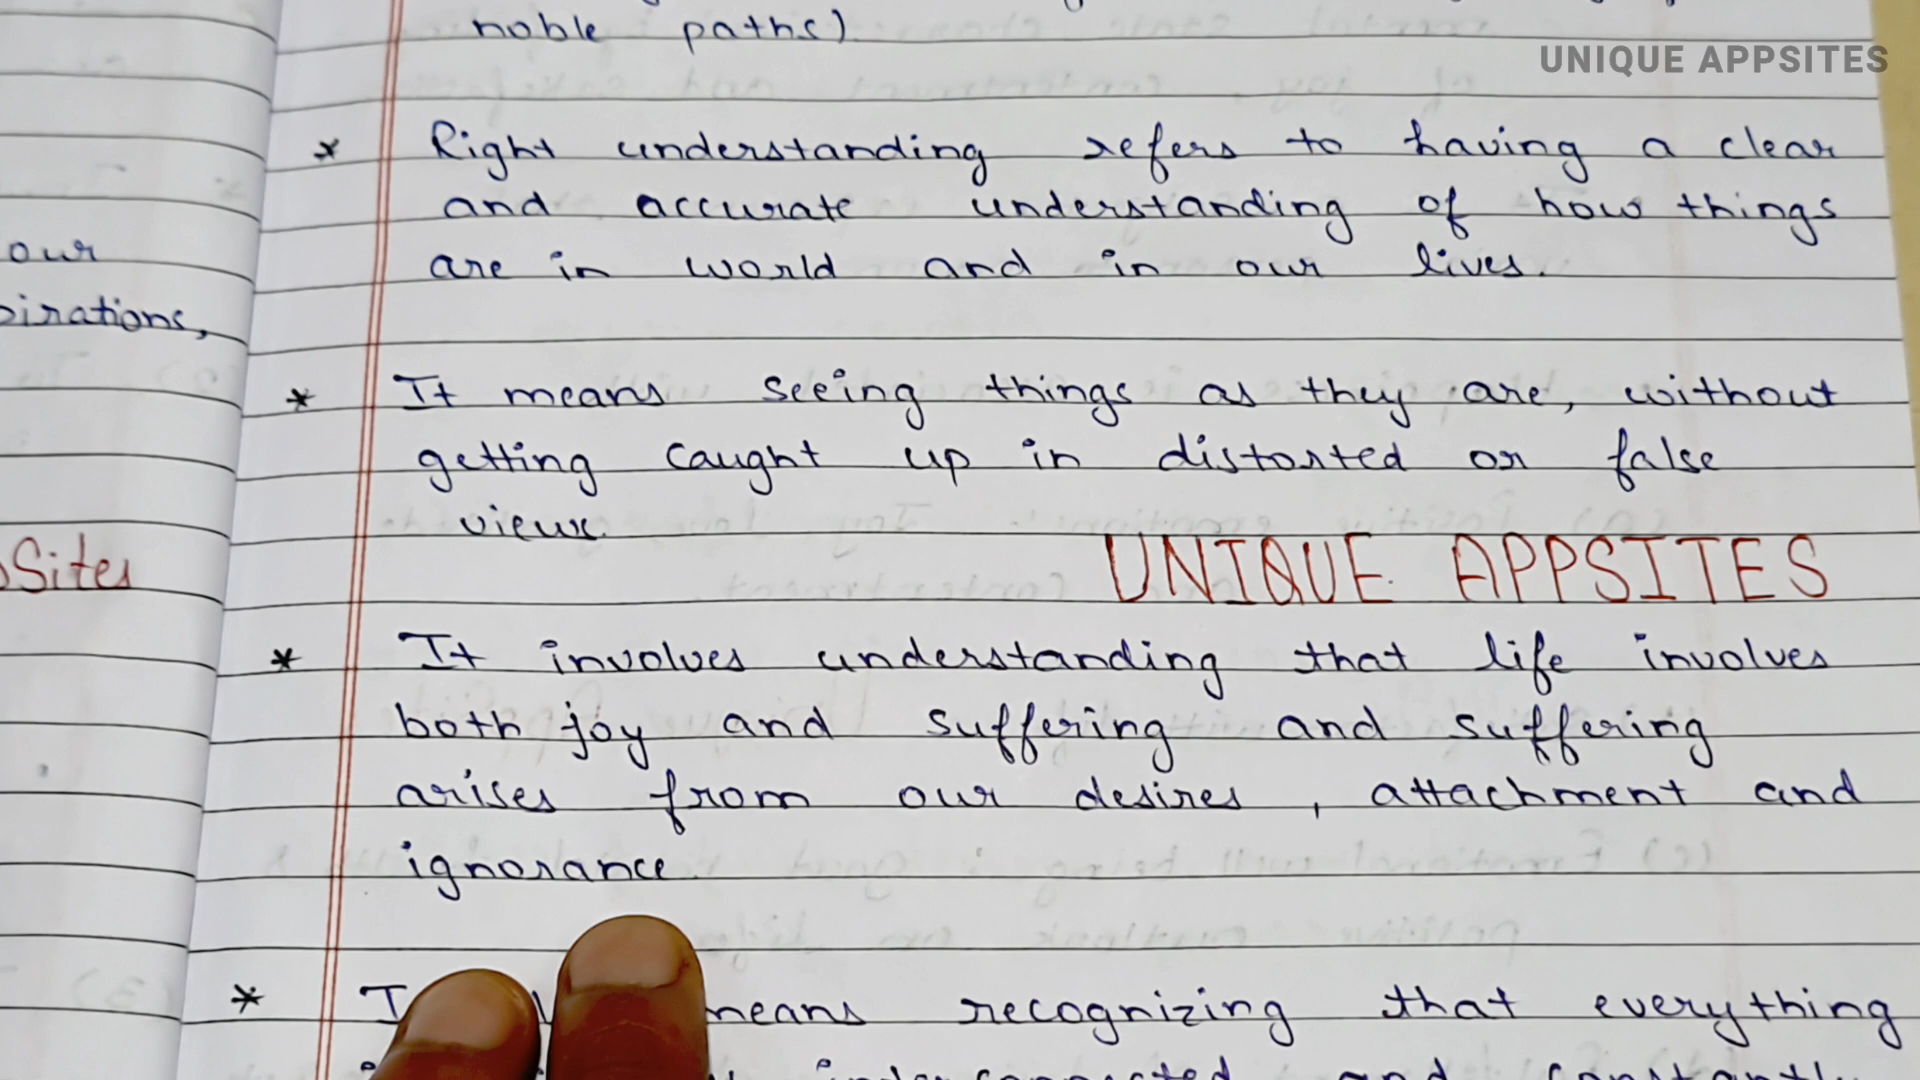 noble paths)
UNIQUE APPSITES
* Right understanding refers to having a clear
and accurate understanding of how things
are in world and in our lives.
* It means seeing things as they are, without
getting caught up in distorted or false
views.
UNIQUE APPSITES
* It involves understanding that life involves
both joy and suffering and suffering
arises from our desires, attachment and
ignorance.
* means recognizing that everything
interconnected and constantly
our
pirations,
Sites